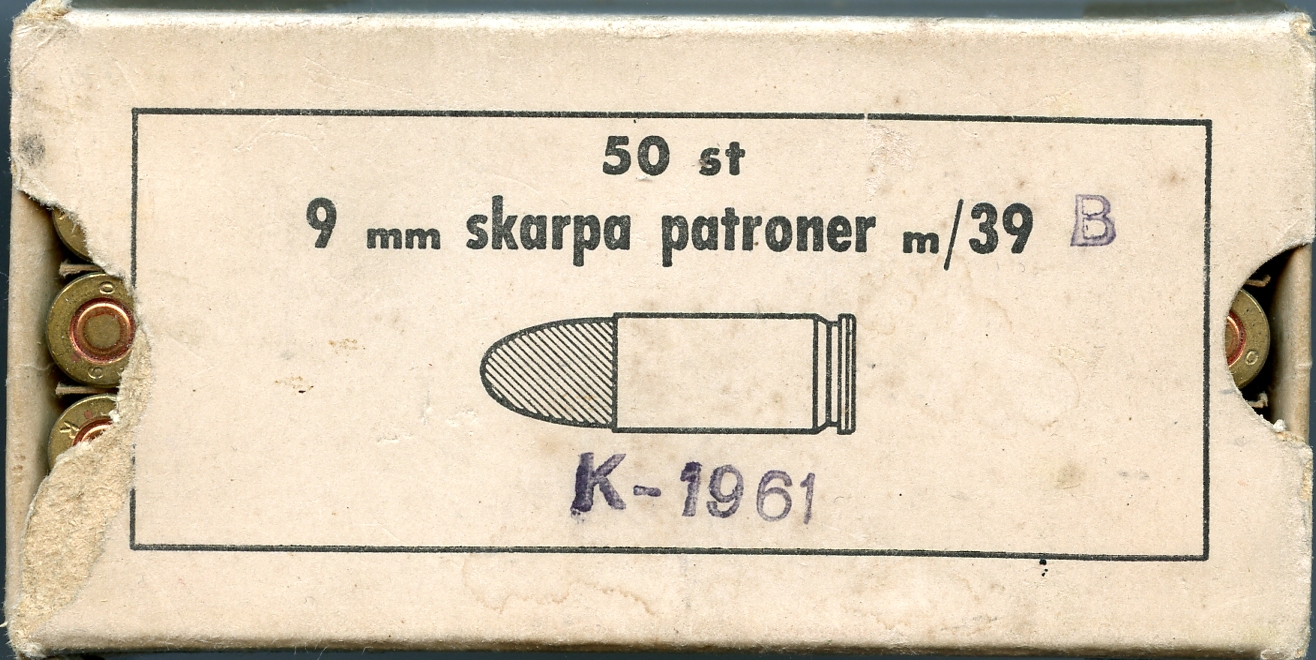 50 st
9 mm skarpa patroner m/39 B
K-1961